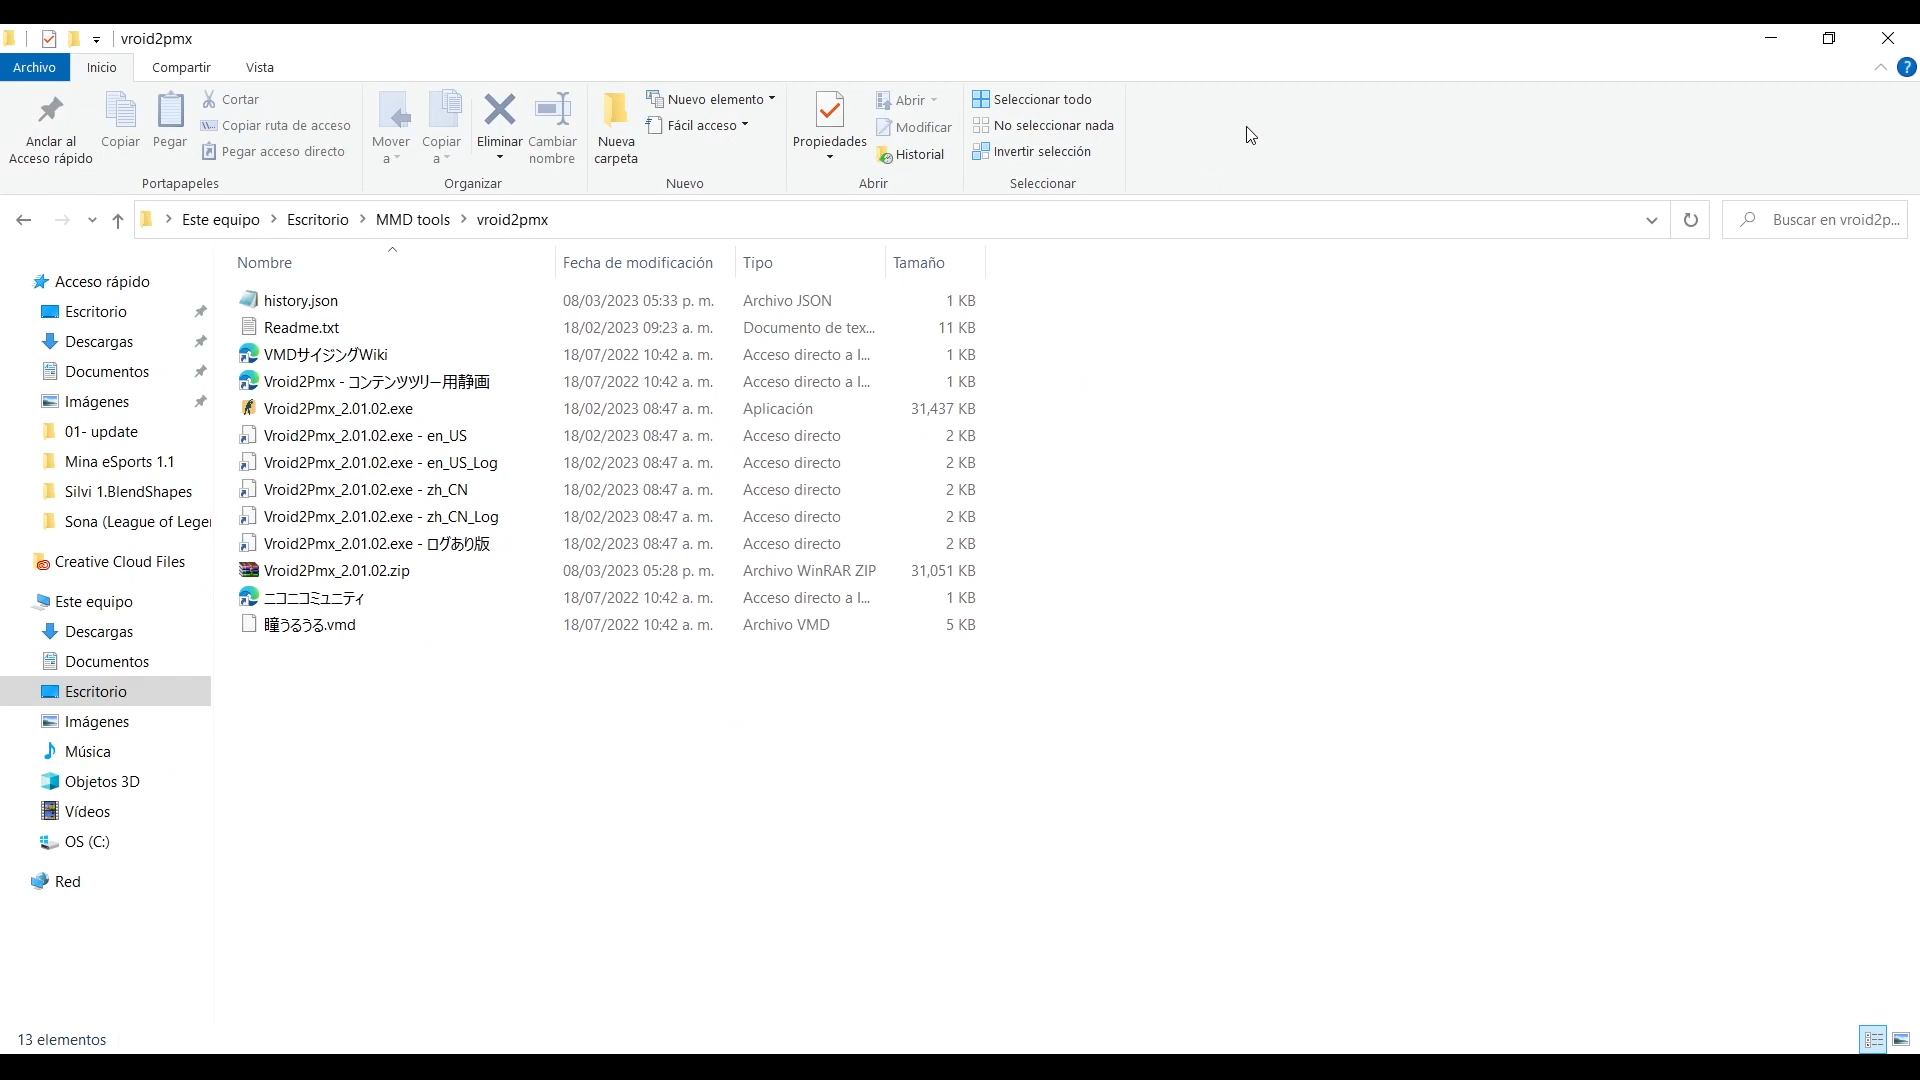 vroid2pmx
Archivo Inicio Compartir Vista
Anclar al Acceso rápido
Copiar
Pegar
Cortar
Copiar ruta de acceso
Pegar acceso directo
Portapapeles
Mover a
Copiar a
Eliminar
Cambiar nombre
Organizar
Nueva carpeta
Nuevo elemento
Fácil acceso
Nuevo
Propiedades
Abrir
Modificar
Historial
Abrir
Seleccionar todo
No seleccionar nada
Invertir selección
Seleccionar
Este equipo > Escritorio > MMD tools > vroid2pmx
Buscar en vroid2p...
Acceso rápido
Escritorio
Descargas
Documentos
Imágenes
01- update
Mina eSports 1.1
Silvi 1.BlendShapes
Sona (League of Leger
Creative Cloud Files
Este equipo
Descargas
Documentos
Escritorio
Imágenes
Música
Objetos 3D
Vídeos
OS (C:)
Red
Nombre Fecha de modificación Tipo Tamaño
history.json 08/03/2023 05:33 p. m. Archivo JSON 1 KB
Readme.txt 18/02/2023 09:23 a. m. Documento de tex... 11 KB
VMDサイジングWiki 18/07/2022 10:42 a. m. Acceso directo a I... 1 KB
Vroid2Pmx - コンテンツツリー用静画 18/07/2022 10:42 a. m. Acceso directo a I... 1 KB
Vroid2Pmx_2.01.02.exe 18/02/2023 08:47 a. m. Aplicación 31,437 KB
Vroid2Pmx_2.01.02.exe - en_US 18/02/2023 08:47 a. m. Acceso directo 2 KB
Vroid2Pmx_2.01.02.exe - en_US_Log 18/02/2023 08:47 a. m. Acceso directo 2 KB
Vroid2Pmx_2.01.02.exe - zh_CN 18/02/2023 08:47 a. m. Acceso directo 2 KB
Vroid2Pmx_2.01.02.exe - zh_CN_Log 18/02/2023 08:47 a. m. Acceso directo 2 KB
Vroid2Pmx_2.01.02.exe - ログあり版 18/02/2023 08:47 a. m. Acceso directo 2 KB
Vroid2Pmx_2.01.02.zip 08/03/2023 05:28 p. m. Archivo WinRAR ZIP 31,051 KB
ニコニコミュニティ 18/07/2022 10:42 a. m. Acceso directo a I... 1 KB
瞳うるうる.vmd 18/07/2022 10:42 a. m. Archivo VMD 5 KB
13 elementos